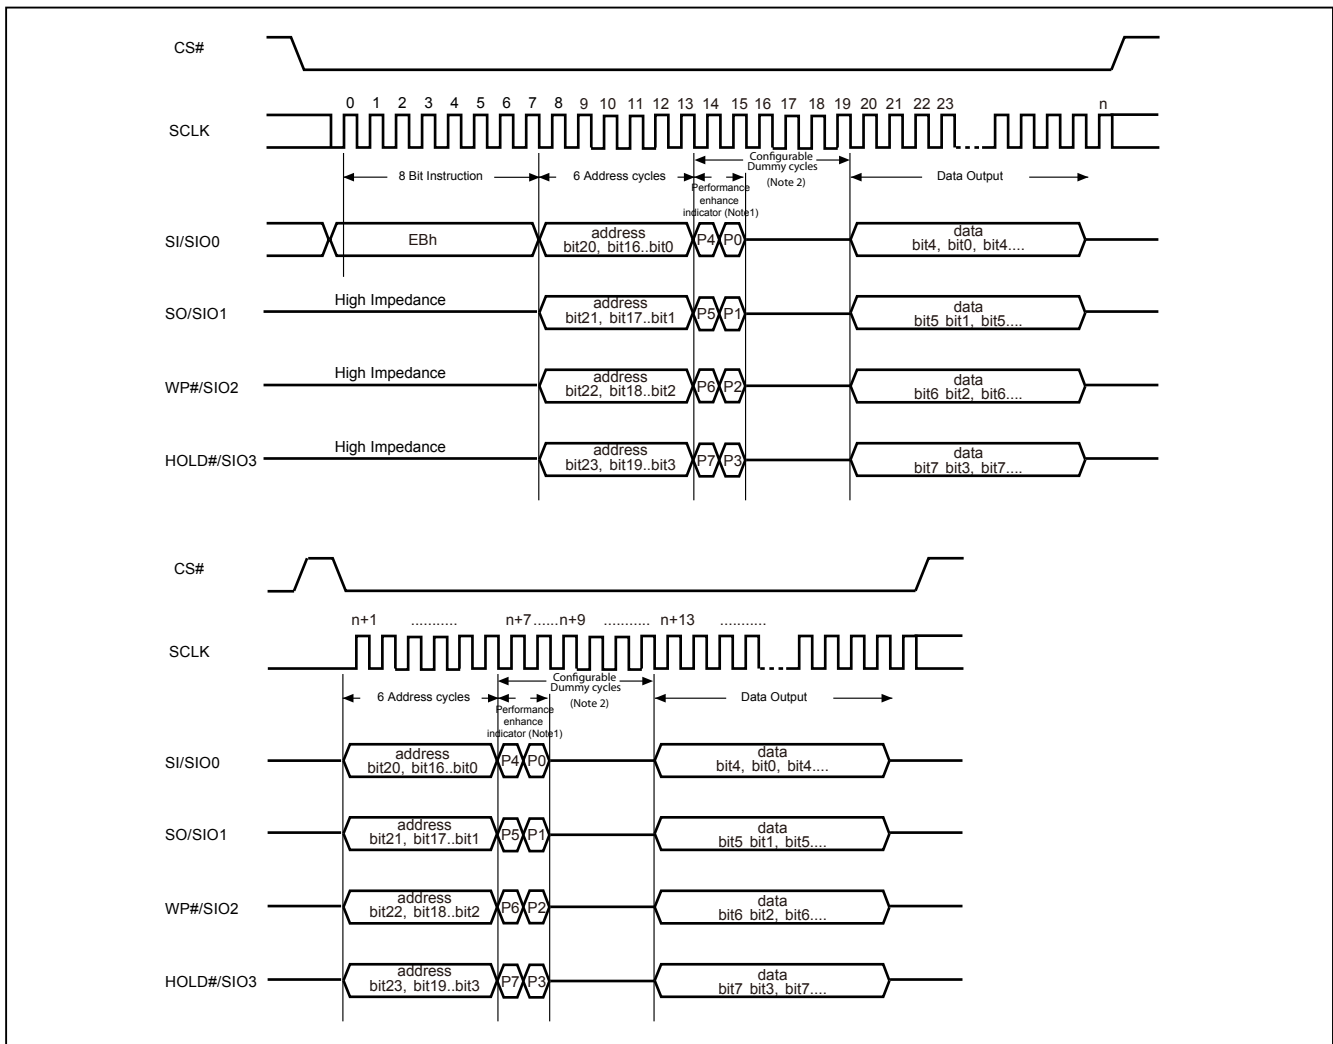 CS#
0 1 2 3 4 5 6 7 8 9 10 11 12 13 14 15 16 17 18 19 20 21 22 23 n
SCLK
Configurable
Dummy cycles
(Note 2)
8 Bit Instruction
6 Address cycles
Data Output
Performance
enhance
indicator (Note1)
SI/SIO0
EBh
address
bit20, bit16..bit0
P4 P0
data
bit4, bit0, bit4....
High Impedance
SO/SIO1
address
bit21, bit17..bit1
P5 P1
data
bit5 bit1, bit5....
High Impedance
WP#/SIO2
address
bit22, bit18..bit2
P6 P2
data
bit6 bit2, bit6....
High Impedance
HOLD#/SIO3
address
bit23, bit19..bit3
P7 P3
data
bit7 bit3, bit7....
CS#
n+1 ........... n+7......n+9 ........... n+13 ...........
SCLK
Configurable
Dummy cycles
(Note 2)
6 Address cycles
Data Output
Performance
enhance
indicator (Note1)
SI/SIO0
address
bit20, bit16..bit0
P4 P0
data
bit4, bit0, bit4....
SO/SIO1
address
bit21, bit17..bit1
P5 P1
data
bit5 bit1, bit5....
WP#/SIO2
address
bit22, bit18..bit2
P6 P2
data
bit6 bit2, bit6....
HOLD#/SIO3
address
bit23, bit19..bit3
P7 P3
data
bit7 bit3, bit7....